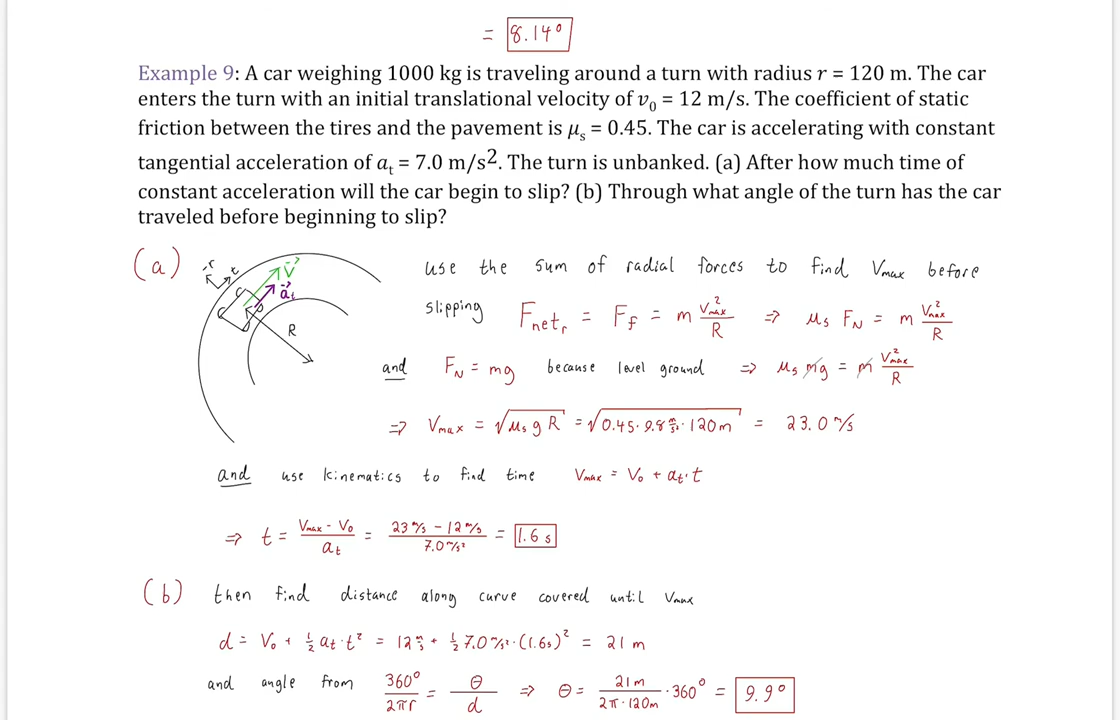 = 8.14°
Example 9: A car weighing 1000 kg is traveling around a turn with radius r = 120 m. The car
enters the turn with an initial translational velocity of v₀ = 12 m/s. The coefficient of static
friction between the tires and the pavement is μₛ = 0.45. The car is accelerating with constant
tangential acceleration of aₜ = 7.0 m/s². The turn is unbanked. (a) After how much time of
constant acceleration will the car begin to slip? (b) Through what angle of the turn has the car
traveled before beginning to slip?
(a) -r t v⃗ a⃗ₜ R
use the sum of radial forces to find Vmax before
slipping Fnetᵣ = Ff = m Vmax²/R ⇒ μs FN = m Vmax²/R
and FN = mg because level ground ⇒ μs mg = m Vmax²/R
⇒ Vmax = √(μs g R) = √(0.45 · 9.8 m/s² · 120m) = 23.0 m/s
and use kinematics to find time Vmax = V₀ + at · t
⇒ t = (Vmax - V₀)/at = (23 m/s - 12 m/s)/(7.0 m/s²) = 1.6 s
(b) then find distance along curve covered until Vmax
d = V₀ + ½ at · t² = 12 m/s + ½ 7.0 m/s² · (1.6s)² = 21 m
and angle from 360°/2πr = θ/d ⇒ θ = 21m/(2π · 120m) · 360° = 9.9°